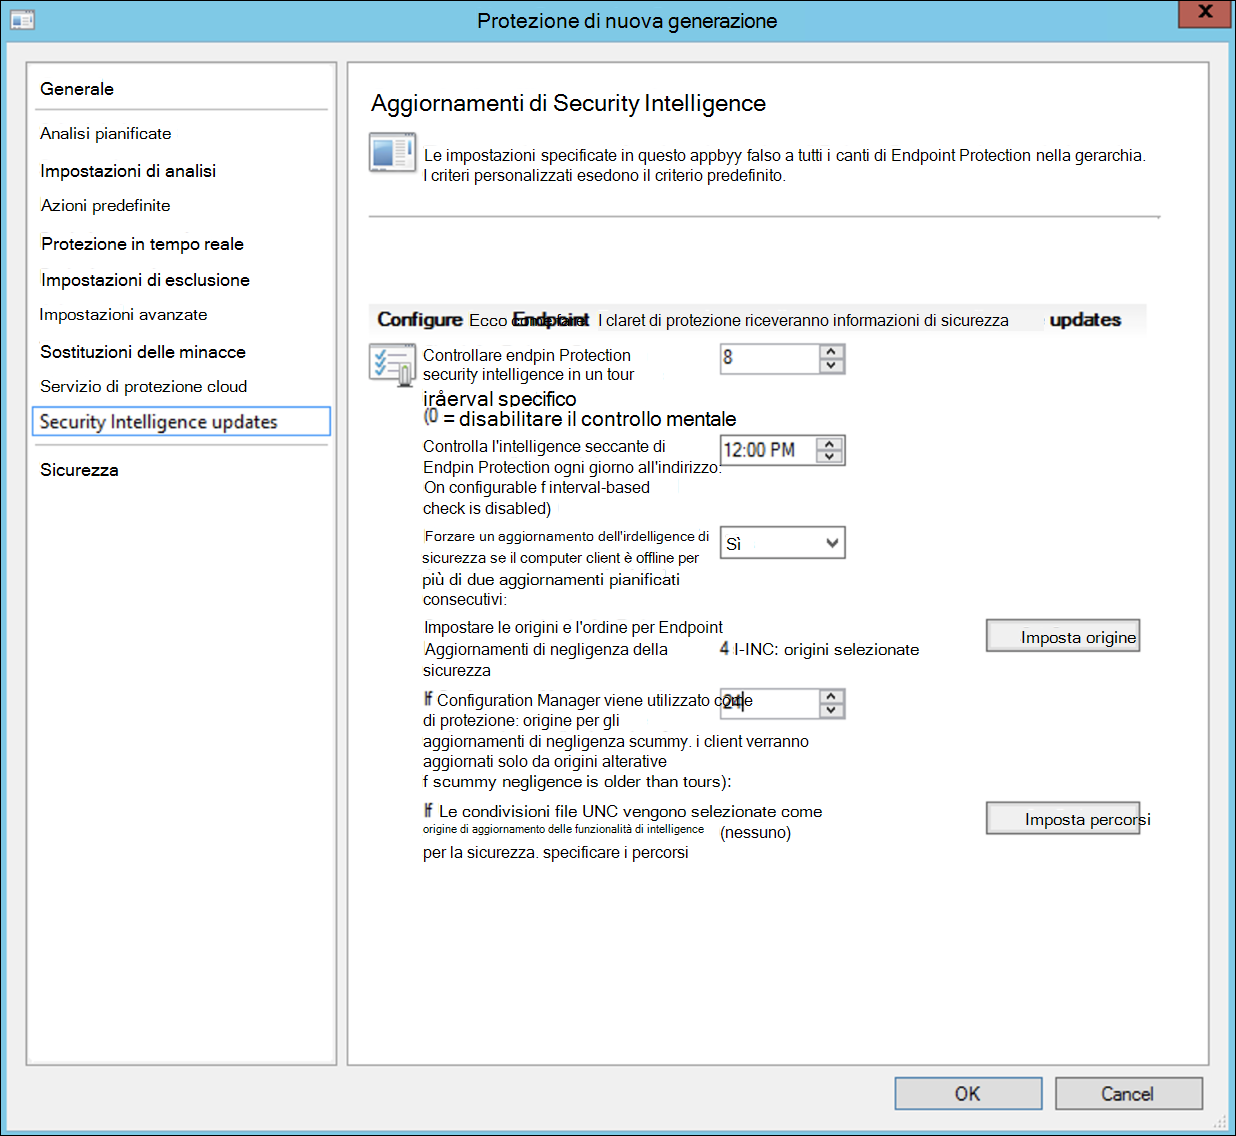 Protezione di nuova generazione
X
Generale
Analisi pianificate
Impostazioni di analisi
Azioni predefinite
Protezione in tempo reale
Impostazioni di esclusione
Impostazioni avanzate
Sostituzioni delle minacce
Servizio di protezione cloud
Security Intelligence updates
Sicurezza
Aggiornamenti di Security Intelligence
Le impostazioni specificate in questo appbyy falso a tutti i canti di Endpoint Protection nella gerarchia.
I criteri personalizzati esedono il criterio predefinito.
Configure Ecco Endpoint I claret di protezione riceveranno informazioni di sicurezza updates
Controllare endpin Protection
security intelligence in un tour
8
iråerval specifico
(0 = disabilitare il controllo mentale
Controlla l'intelligence seccante di
Endpin Protection ogni giorno all'indirizzo:
12:00 PM
On configurable f interval-based
check is disabled)
Forzare un aggiornamento dell'irdelligence di
sicurezza se il computer client è offline per
Sì
più di due aggiornamenti pianificati
consecutivi:
Impostare le origini e l'ordine per Endpoint
Imposta origine
Aggiornamenti di negligenza della
4 I-INC: origini selezionate
sicurezza
If Configuration Manager viene utilizzato come
24
di protezione: origine per gli
aggiornamenti di negligenza scummy. i client verranno
aggiornati solo da origini alterative
f scummy negligence is older than tours):
If Le condivisioni file UNC vengono selezionate come
Imposta percorsi
origine di aggiornamento delle funzionalità di intelligence
(nessuno)
per la sicurezza. specificare i percorsi
OK
Cancel